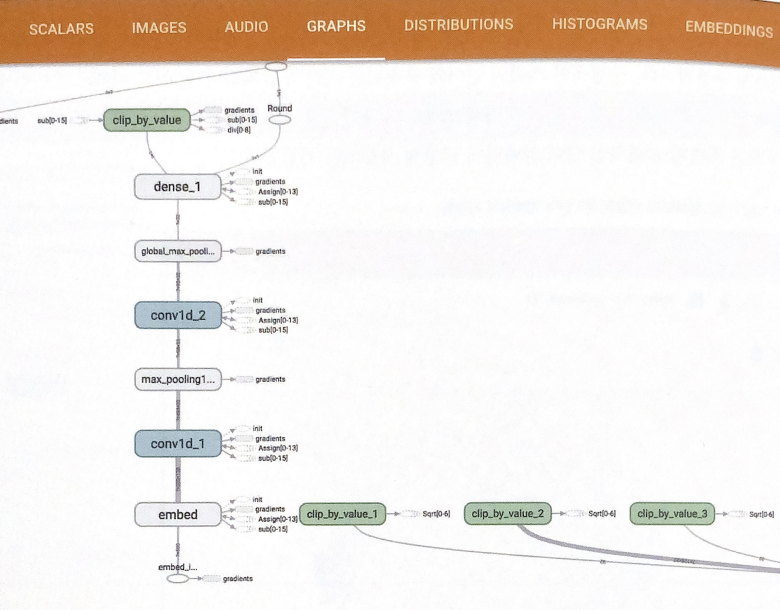 SCALARS IMAGES AUDIO GRAPHS DISTRIBUTIONS HISTOGRAMS EMBEDDINGS
dients
sub[0-15]
clip_by_value
gradients
sub[0-15]
div[0-8]
Round
dense_1
init
gradients
Assign[0-13]
sub[0-15]
global_max_pooli...
gradients
conv1d_2
init
gradients
Assign[0-13]
sub[0-15]
max_pooling1...
gradients
conv1d_1
init
gradients
Assign[0-13]
sub[0-15]
embed
init
gradients
Assign[0-13]
sub[0-15]
clip_by_value_1
Sqrt[0-6]
clip_by_value_2
Sqrt[0-6]
clip_by_value_3
Sqrt[0-6]
embed_i...
gradients